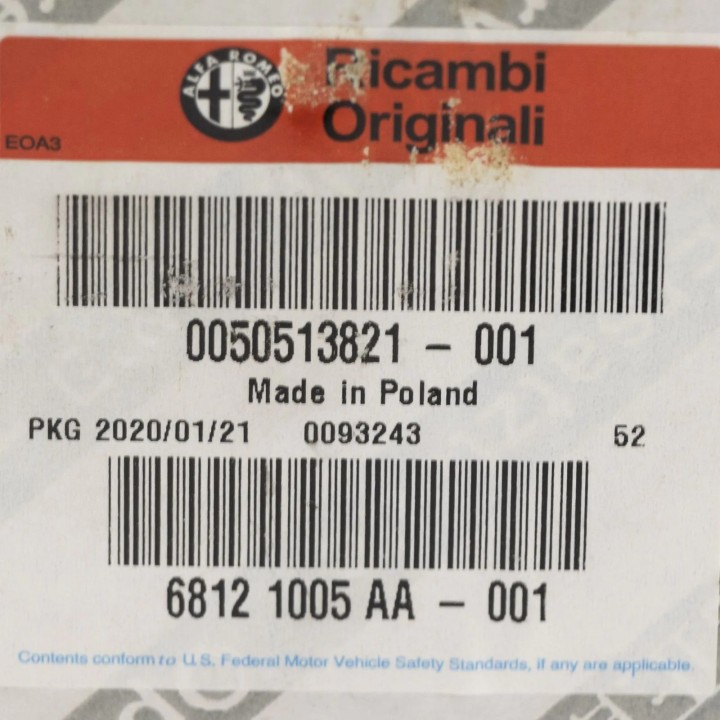 ALFA ROMEO
Ricambi
Originali
EOA3
0050513821 - 001
Made in Poland
PKG 2020/01/21 0093243 52
6812 1005 AA - 001
Contents conform to U.S. Federal Motor Vehicle Safety Standards, if any are applicable.